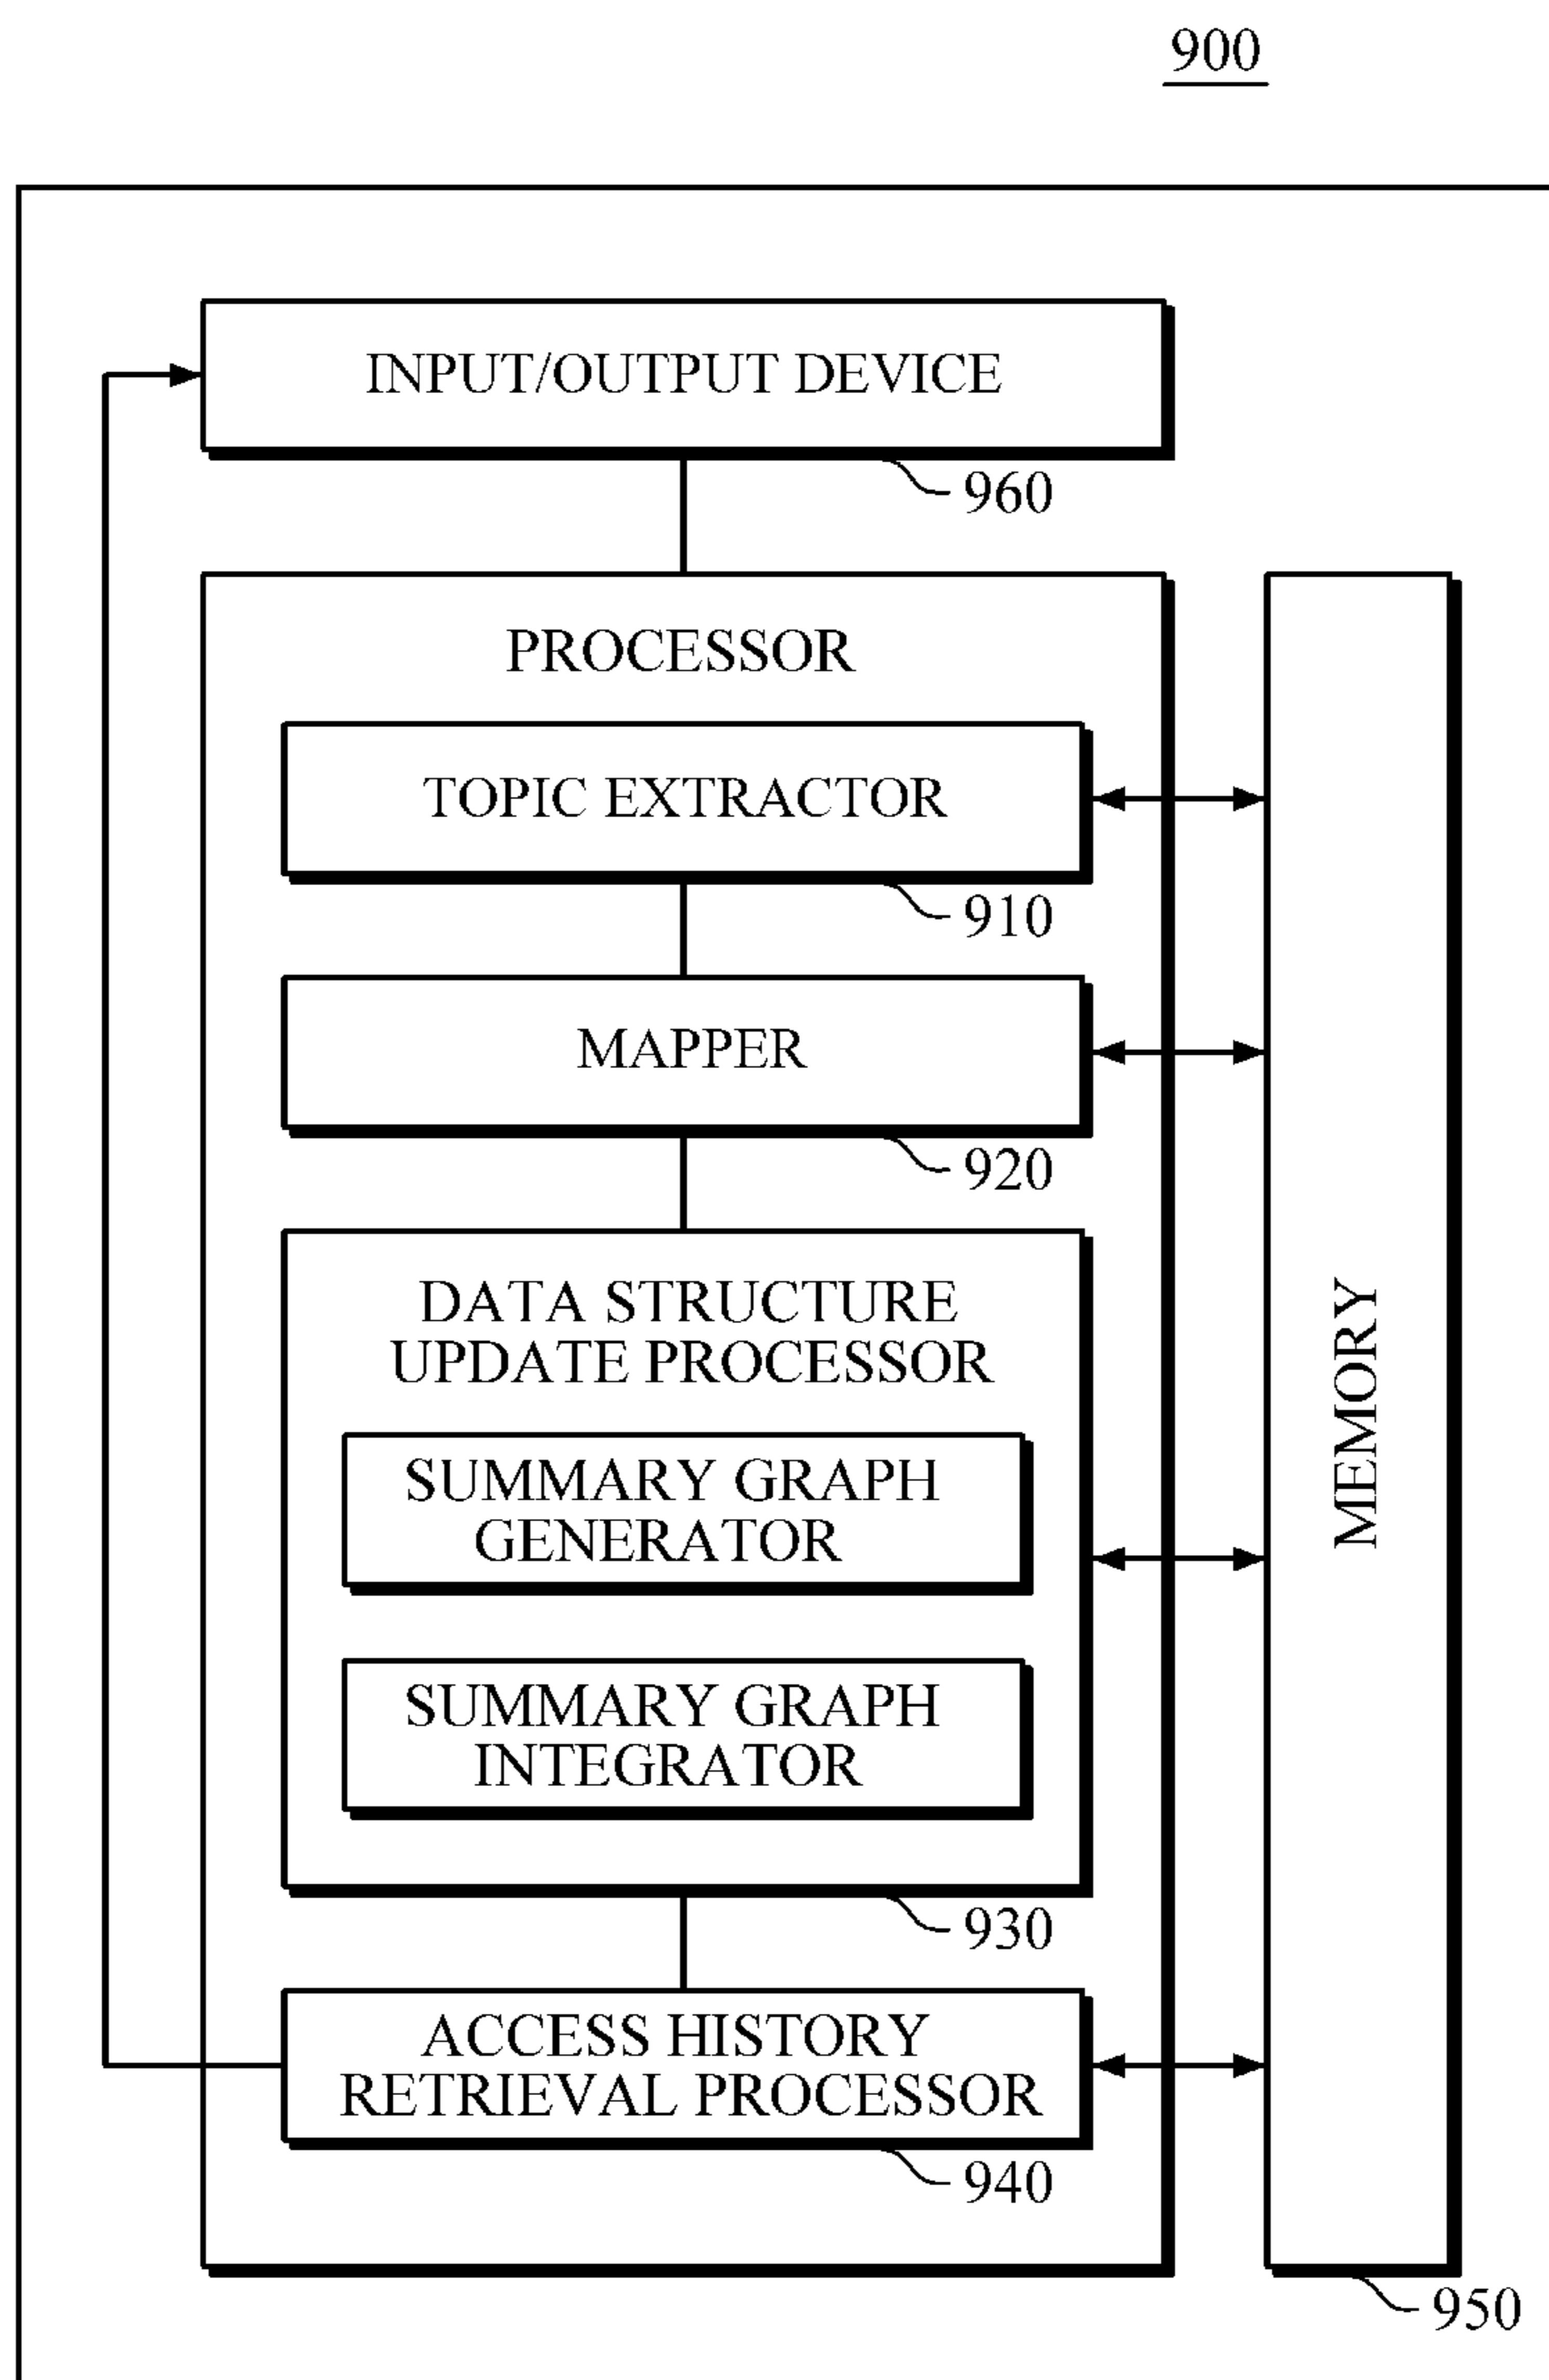 900
INPUT/OUTPUT DEVICE
960
PROCESSOR
TOPIC EXTRACTOR
910
MAPPER
920
DATA STRUCTURE
UPDATE PROCESSOR
SUMMARY GRAPH
GENERATOR
SUMMARY GRAPH
INTEGRATOR
930
ACCESS HISTORY
RETRIEVAL PROCESSOR
940
MEMORY
950